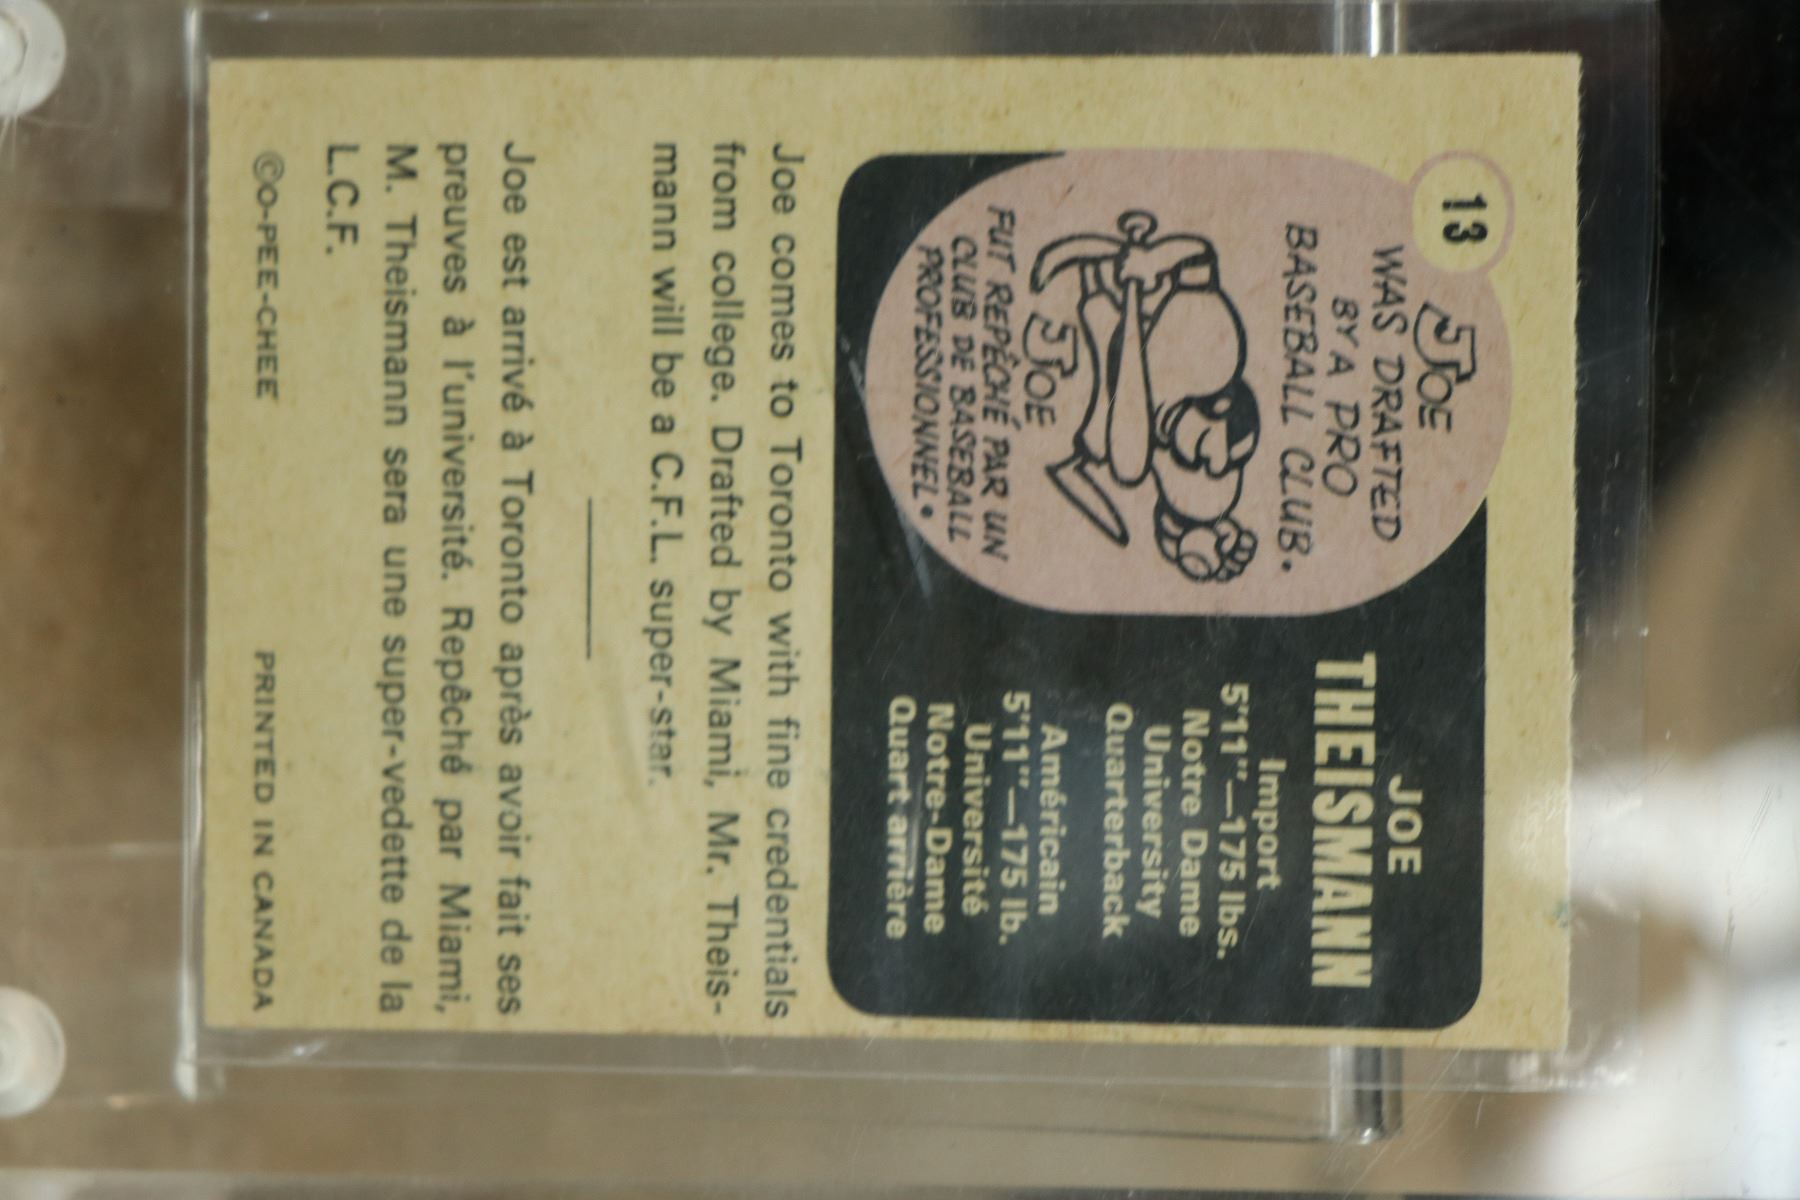 13
JOE
WAS DRAFTED
BY A PRO
BASEBALL CLUB.
JOE
FUT REPÊCHÉ PAR UN
CLUB DE BASEBALL
PROFESSIONNEL.
JOE
THEISMANN
Import
5'11"—175 lbs.
Notre Dame
University
Quarterback
Américain
5'11"—175 lb.
Université
Notre-Dame
Quart arrière
Joe comes to Toronto with fine credentials
from college. Drafted by Miami, Mr. Theis-
mann will be a C.F.L. super-star.
Joe est arrivé à Toronto après avoir fait ses
preuves à l'université. Repêché par Miami,
M. Theismann sera une super-vedette de la
L.C.F.
©O-PEE-CHEE PRINTED IN CANADA